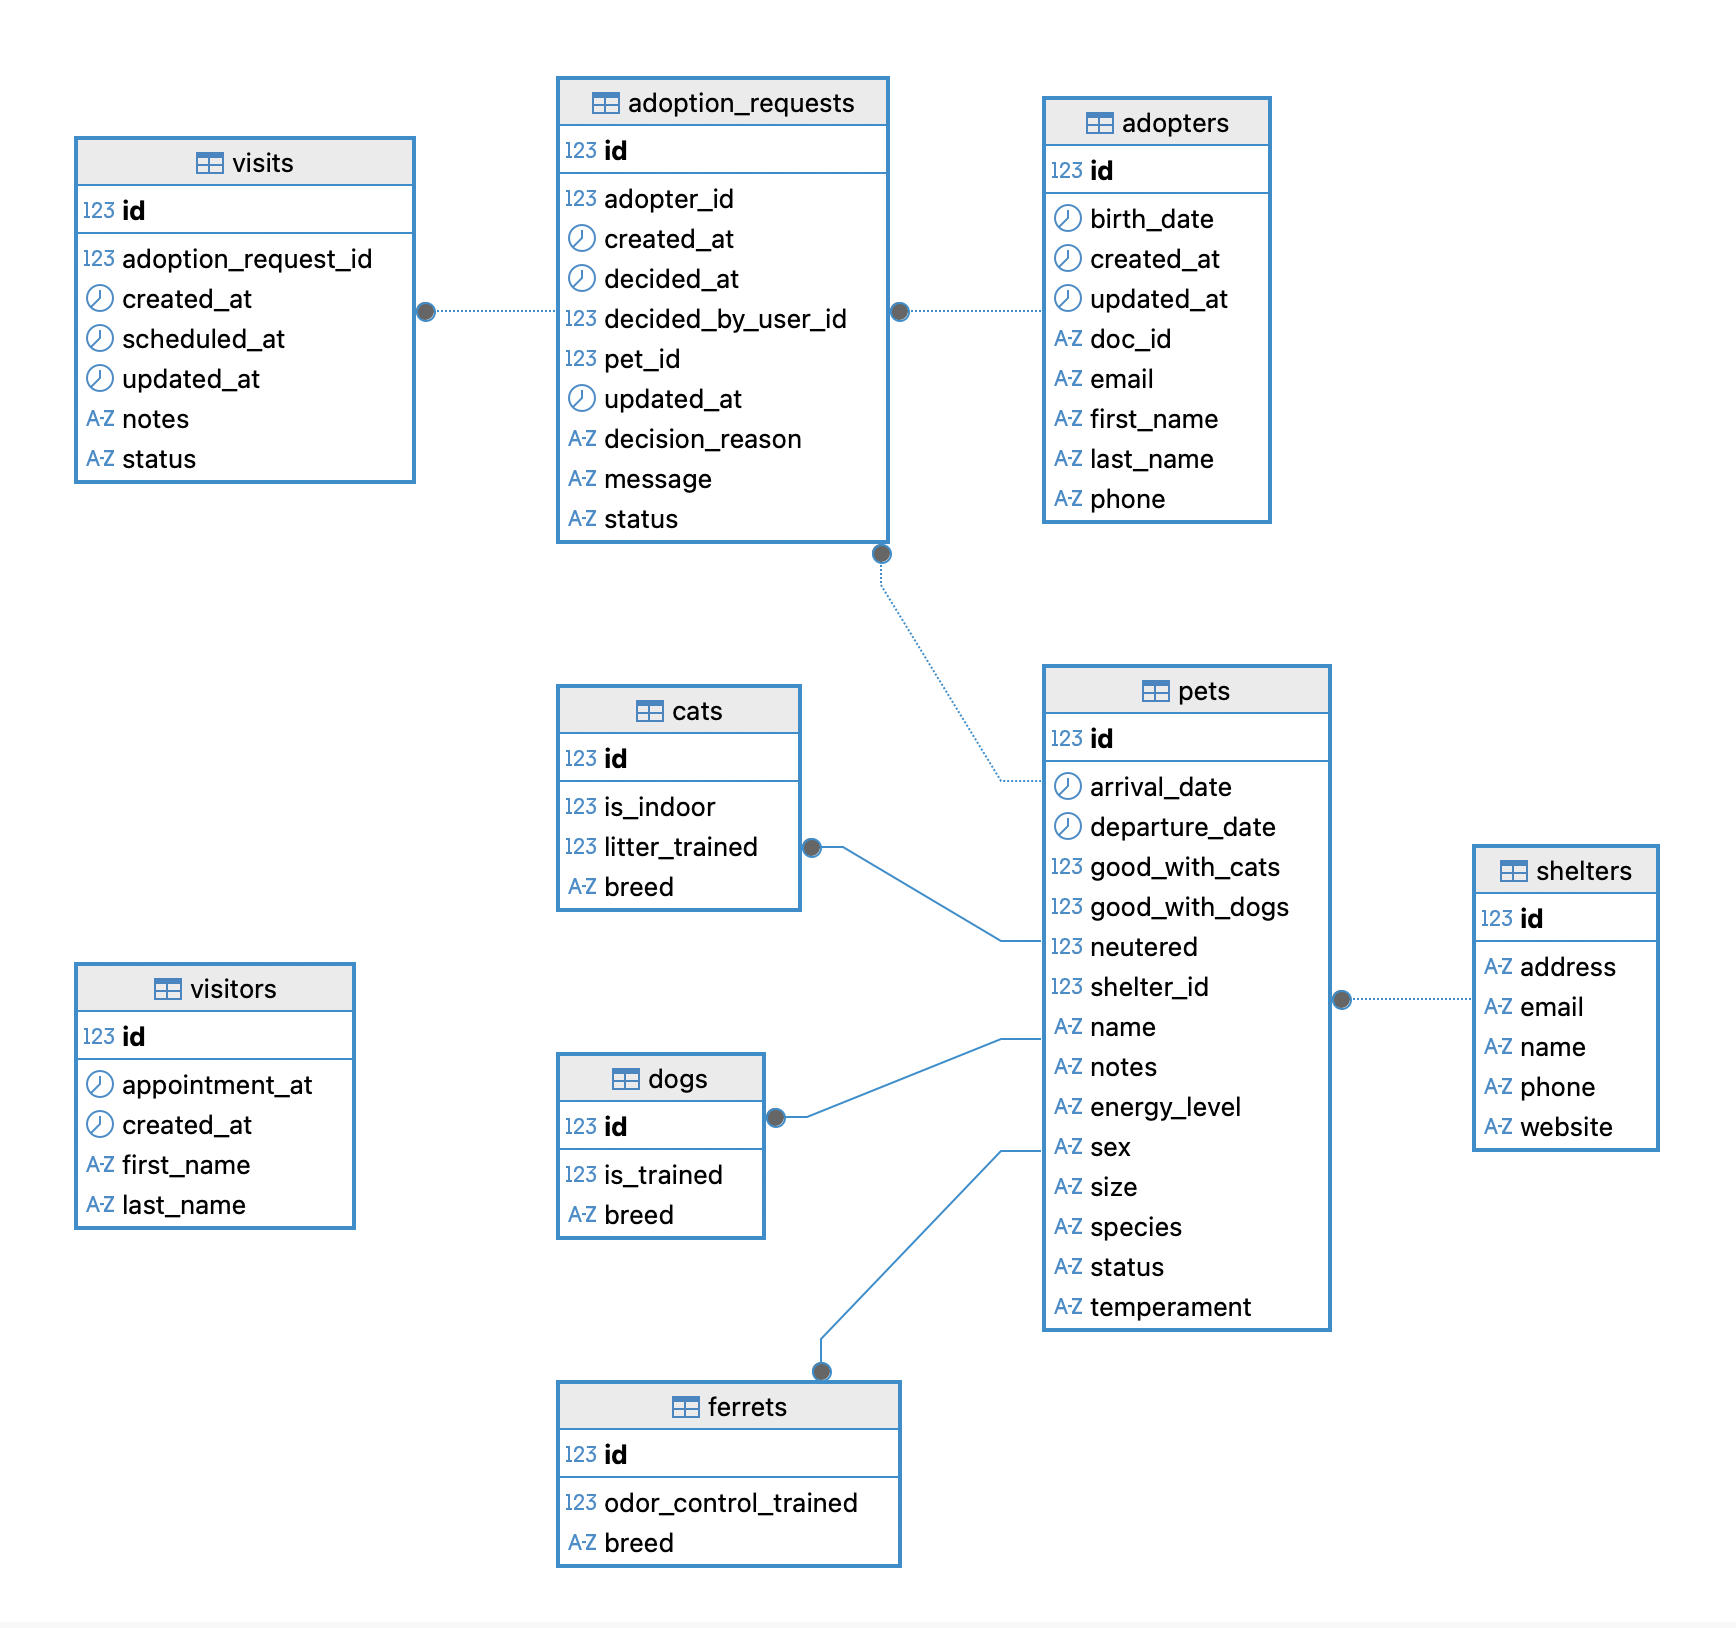 visits
123 id
123 adoption_request_id
created_at
scheduled_at
updated_at
A-Z notes
A-Z status
adoption_requests
123 id
123 adopter_id
created_at
decided_at
123 decided_by_user_id
123 pet_id
updated_at
A-Z decision_reason
A-Z message
A-Z status
adopters
123 id
birth_date
created_at
updated_at
A-Z doc_id
A-Z email
A-Z first_name
A-Z last_name
A-Z phone
cats
123 id
123 is_indoor
123 litter_trained
A-Z breed
pets
123 id
arrival_date
departure_date
123 good_with_cats
123 good_with_dogs
123 neutered
123 shelter_id
A-Z name
A-Z notes
A-Z energy_level
A-Z sex
A-Z size
A-Z species
A-Z status
A-Z temperament
shelters
123 id
A-Z address
A-Z email
A-Z name
A-Z phone
A-Z website
visitors
123 id
appointment_at
created_at
A-Z first_name
A-Z last_name
dogs
123 id
123 is_trained
A-Z breed
ferrets
123 id
123 odor_control_trained
A-Z breed